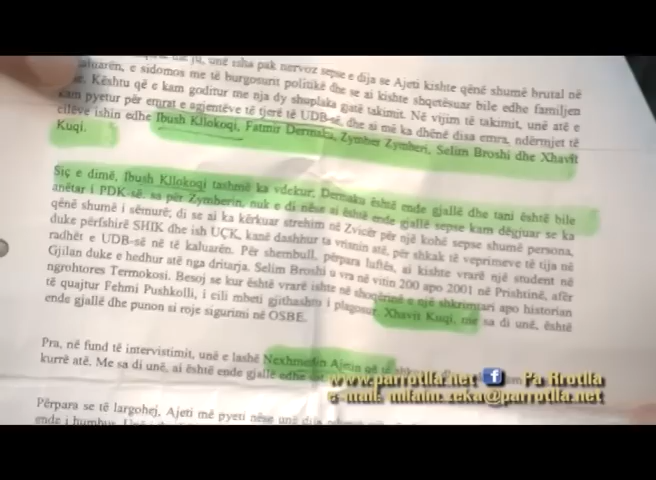 ju, unë isha pak nervoz sepse e dija se Ajeti kishte qënë shumë brutal në
kaluarën, e sidomos me të burgosurit politikë dhe se ai kishte shqetësuar bile edhe familjen
Kështu që e kam goditur me nja dy shuplaka gjatë takimit. Në vijim të takimit, unë atë e
kam pyetur për emrat e agjentëve të tjerë të UDB-së, dhe si më ka dhënë disa emra, ndërmjet të
cilëve ishin edhe Ibush Kllokoqi, Fatmir Dermaka, Zymber Zymberi, Selim Broshi dhe Xhavit
Kuqi.
Siç e dimë, Ibush Kllokoqi tashmë ka vdekur; Dermaku është ende gjallë dhe tani është bile
anëtar i PDK-së, sa për Zymberin, nuk e di nëse ai është ende gjallë sepse kam dëgjuar se ka
qënë shumë i sëmurë; di se ai ka kërkuar strehim në Zvicër për një kohë sepse shumë persona,
duke përfshirë SHIK dhe ish UÇK, kanë dashhur ta vrisnin atë, për shkak të veprimeve të tija në
radhët e UDB-së në të kaluarën. Për shembull, përpara luftës, ai kishte vrarë një student në
Gjilan duke e hedhur atë nga dritarja. Selim Broshi u vra në vitin 200 apo 2001 në Prishtinë, afër
ngrohtores Termokosi. Besoj se kur është vrarë ishte në shoqërinë e një shkrimtari apo historian
të quajtur Fehmi Pushkolli, i cili mbeti gjithashtu i plagosur. Xhavit Kuqi, me sa di unë, është
ende gjallë dhe punon si roje sigurimi në OSBE.
Pra, në fund të intervistimit, unë e lashë Nexhmedin Ajetin që të
kurrë atë. Me sa di unë, ai është ende gjallë edhe
www.parrotlla.net f Pa Rrotlla
e-mail: milaim.zeka@parrotlla.net
Përpara se të largohej, Ajeti më pyeti nëse unë dija
ende i humbur.